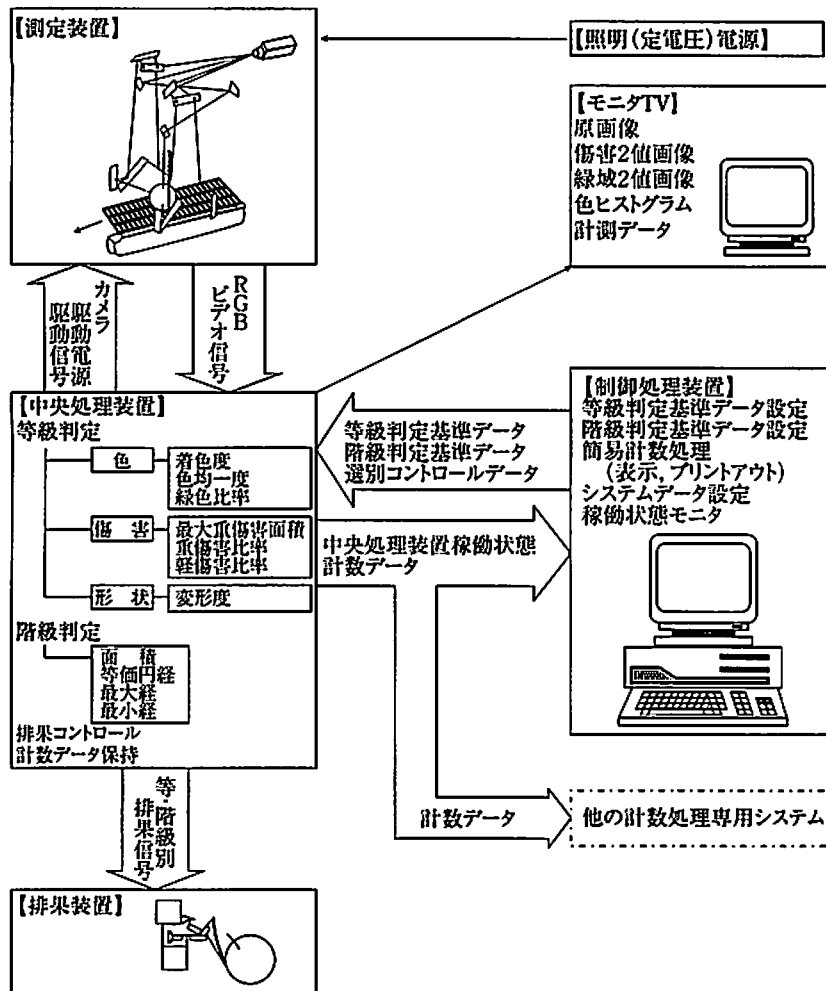 【測定装置】
【照明(定電圧)電源】
【モニタTV】
原画像
傷害2値画像
緑域2値画像
色ヒストグラム
計測データ
カメラ
駆動電源
駆動信号
RGB
ビデオ信号
【中央処理装置】
等級判定
色
着色度
色均一度
緑色比率
傷害
最大重傷害面積
重傷害比率
軽傷害比率
形状
変形度
階級判定
面積
等価円経
最大経
最小経
排果コントロール
計数データ保持
等級判定基準データ
階級判定基準データ
選別コントロールデータ
中央処理装置稼働状態
計数データ
【制御処理装置】
等級判定基準データ設定
階級判定基準データ設定
簡易計数処理
(表示,プリントアウト)
システムデータ設定
稼働状態モニタ
計数データ
他の計数処理専用システム
等・階級別
排果信号
【排果装置】